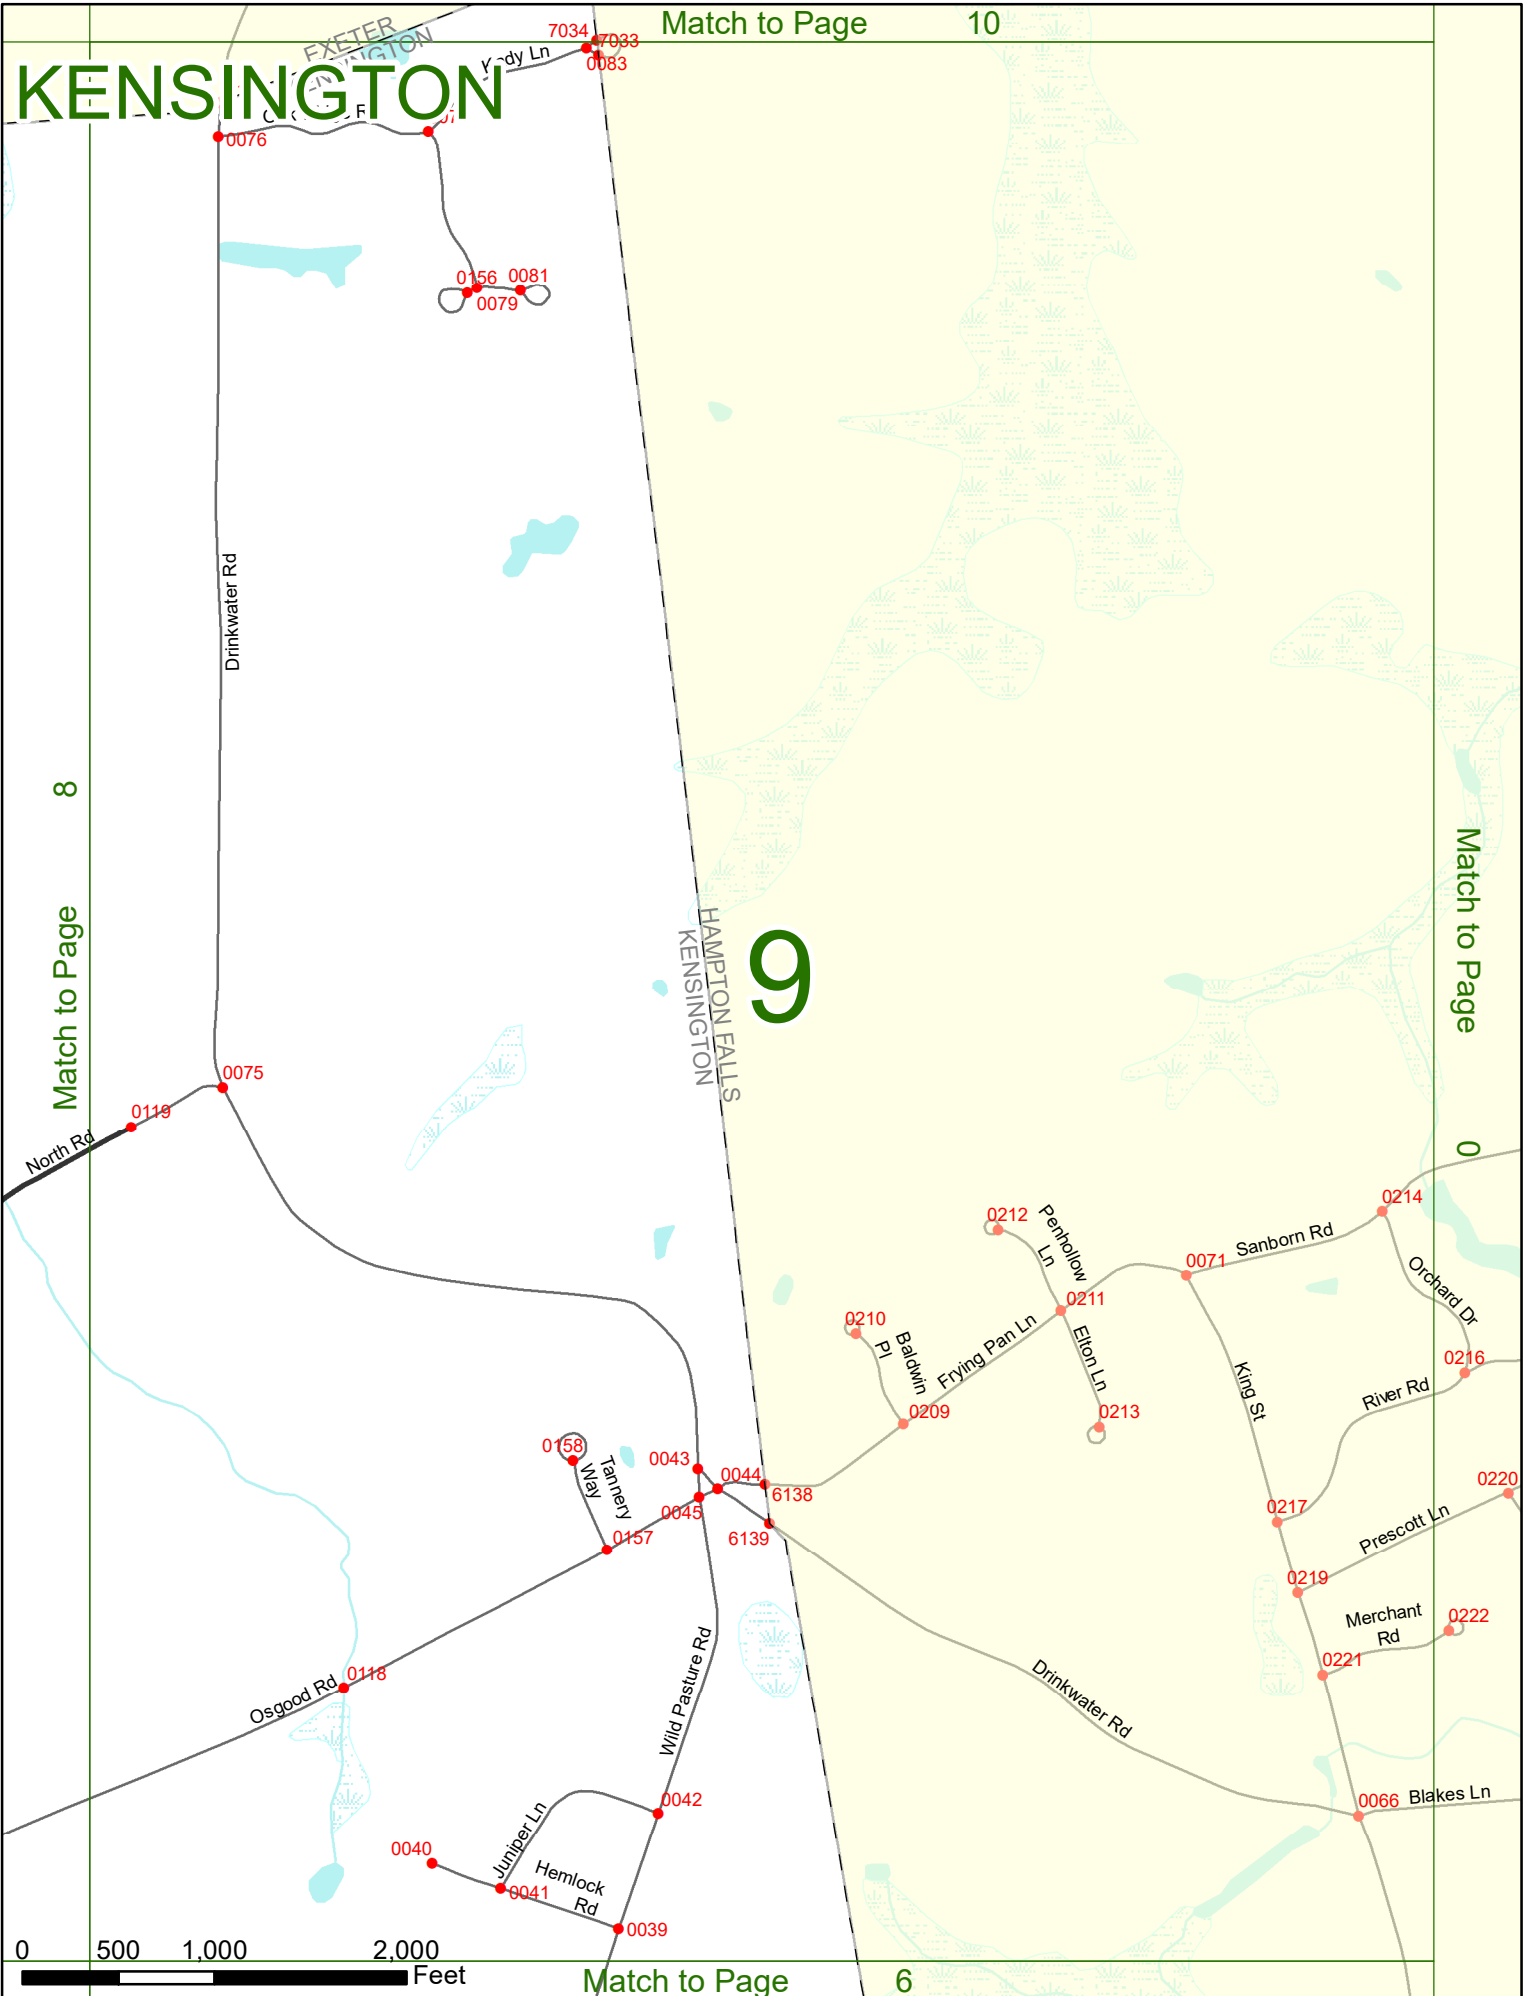 Match to Page 10
EXETER
KENSINGTON
7034
7033
0083
Kody Ln
0076
0156
0081
0079
Drinkwater Rd
8
Match to Page
Match to Page
0
HAMPTON FALLS
KENSINGTON
9
0075
0119
North Rd
0214
0212
Penhollow
Ln
Sanborn Rd
0071
Orchard Dr
0211
0210
Baldwin
Pl
Frying Pan Ln
Elton Ln
King St
0216
River Rd
0209
0213
0158
Tannery
Way
0043
0044
6138
0045
6139
0157
0220
0217
Prescott Ln
0219
Merchant
Rd
0222
0221
Wild Pasture Rd
Drinkwater Rd
0118
Osgood Rd
0042
0066
Blakes Ln
Juniper Ln
0040
0041
Hemlock
Rd
0039
0 500 1,000 2,000
Feet
Match to Page 6